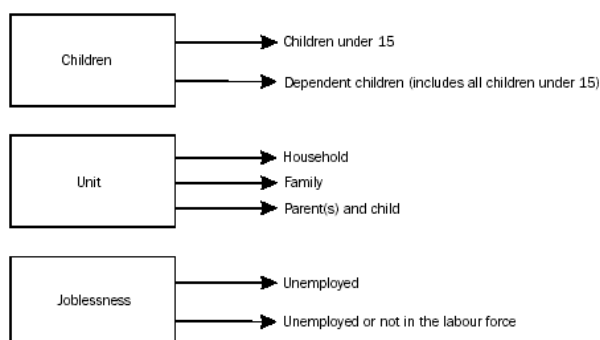 Children
Children under 15
Dependent children (includes all children under 15)
Unit
Household
Family
Parent(s) and child
Joblessness
Unemployed
Unemployed or not in the labour force